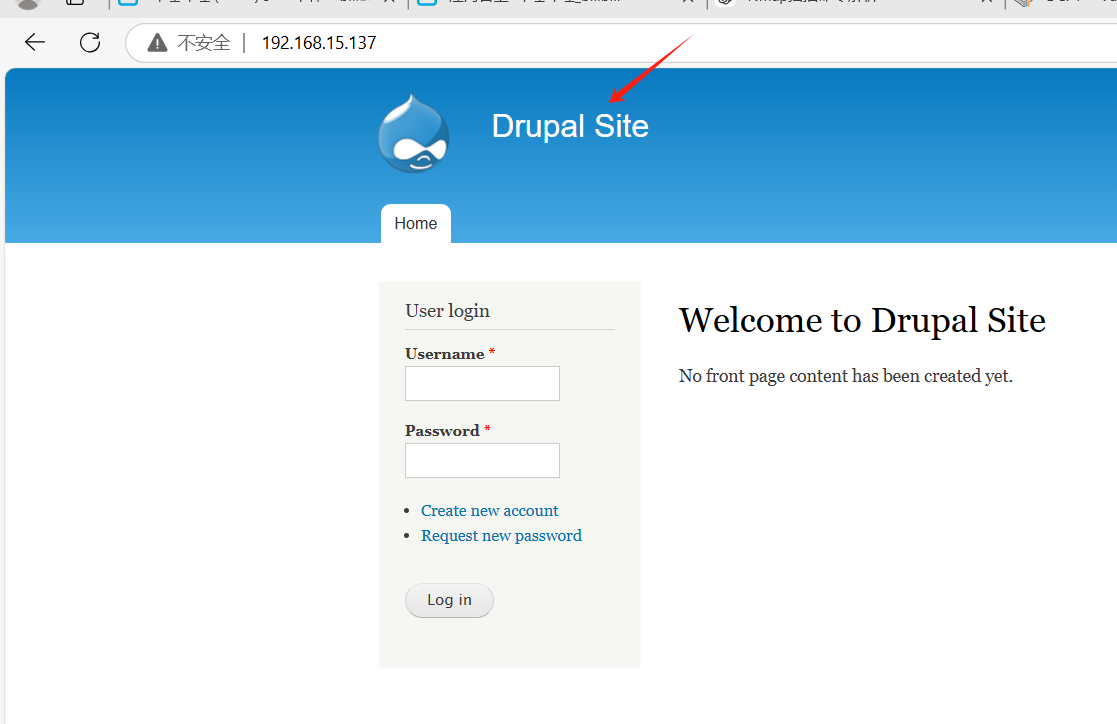 不安全 | 192.168.15.137
Drupal Site
Home
User login
Welcome to Drupal Site
Username *
No front page content has been created yet.
Password *
Create new account
Request new password
Log in